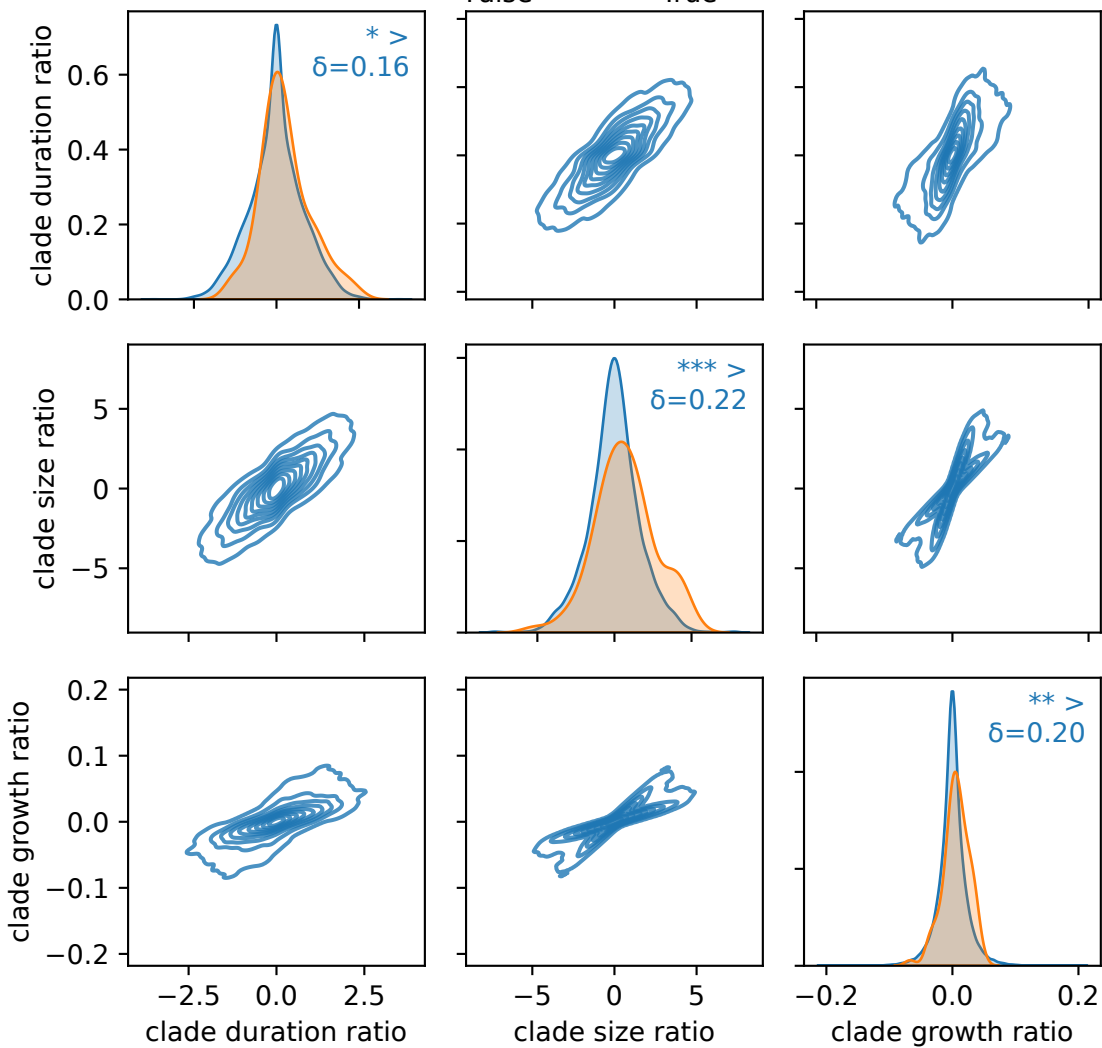 True
clade duration ratio
0.6
0.4
0.2
0.0
* >
δ=0.16
clade size ratio
5
0
−5
*** >
δ=0.22
clade growth ratio
0.2
0.1
0.0
−0.1
−0.2
** >
δ=0.20
−2.5 0.0 2.5
−5 0 5
−0.2 0.0 0.2
clade duration ratio
clade size ratio
clade growth ratio